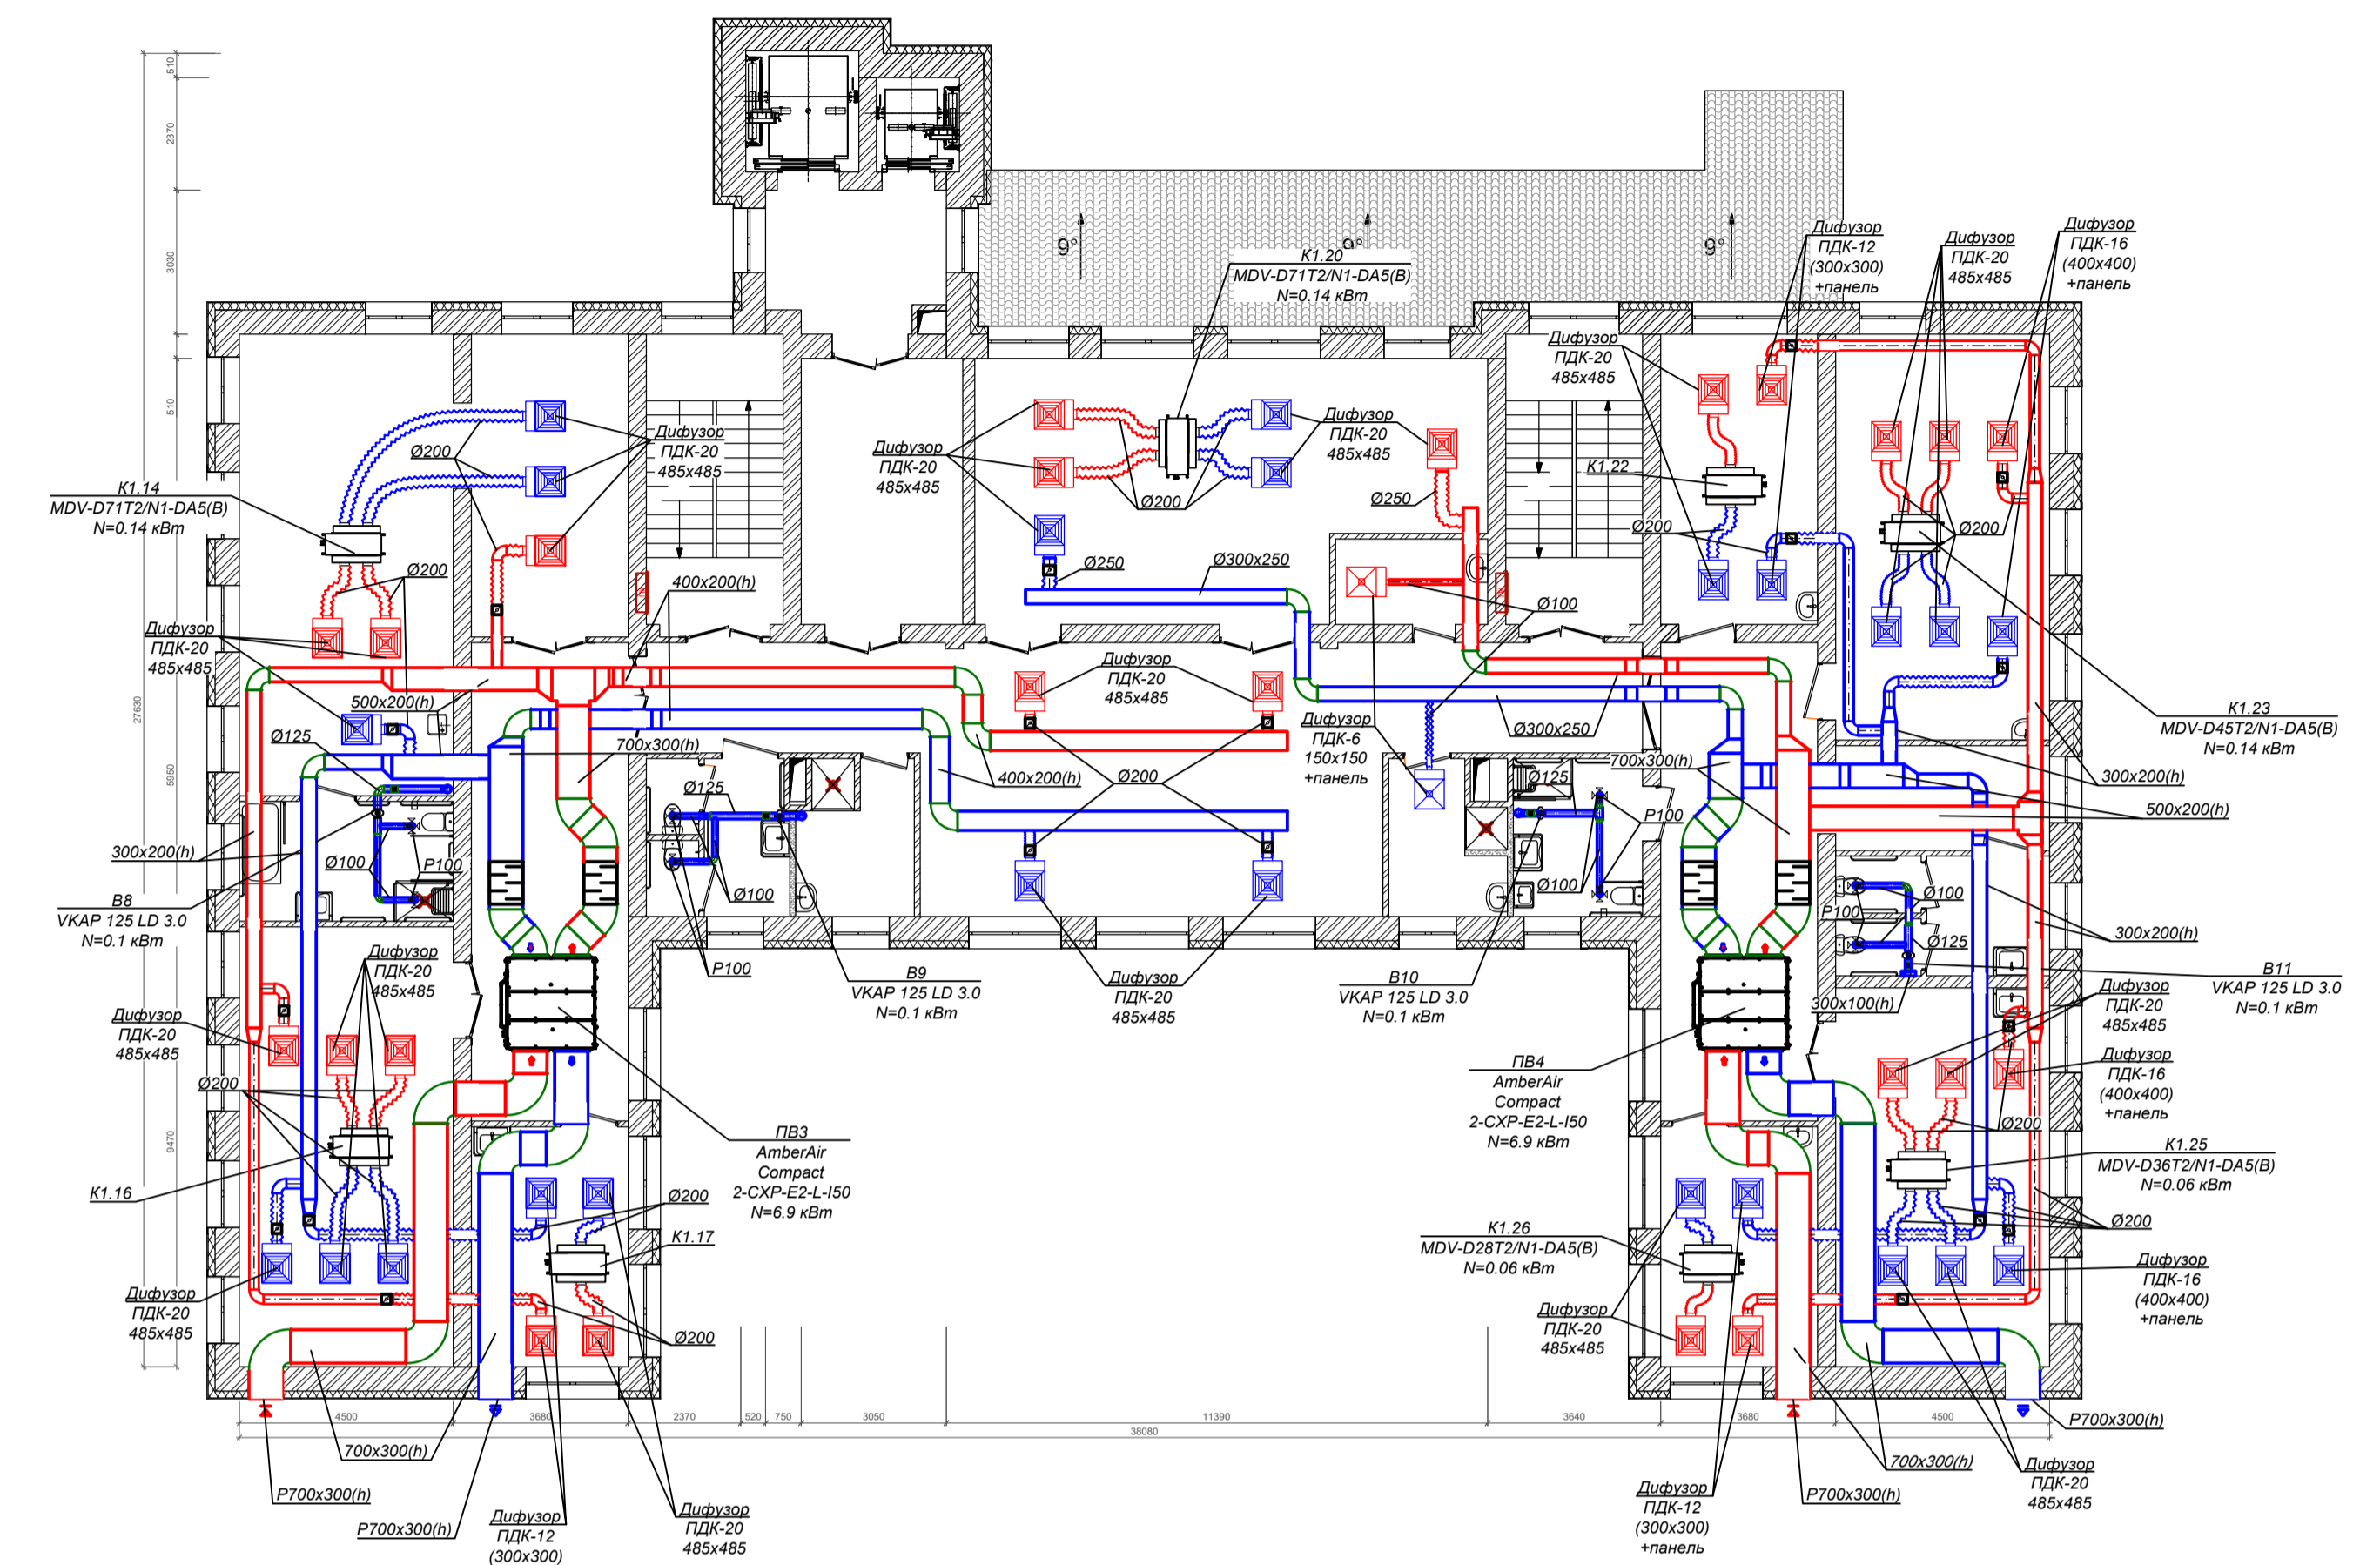 510
22370
3030
510
27630
5950
9470
9°
9°
9°
К1.20
MDV-D71T2/N1-DA5(B)
N=0.14 кВт
Дифузор
ПДК-12
(300x300)
+панель
Дифузор
ПДК-20
485x485
Дифузор
ПДК-16
(400x400)
+панель
Дифузор
ПДК-20
485x485
Дифузор
ПДК-20
485x485
Ø200
К1.14
MDV-D71T2/N1-DA5(B)
N=0.14 кВт
Дифузор
ПДК-20
485x485
Дифузор
ПДК-20
485x485
Ø200
Ø250
К1.22
Ø200
Ø200
Ø200
Ø250
Ø300x250
400x200(h)
Ø100
Дифузор
ПДК-20
485x485
Дифузор
ПДК-20
485x485
500x200(h)
Ø125
700x300(h)
400x200(h)
Ø200
Ø125
Дифузор
ПДК-6
150x150
+панель
Ø300x250
700x300(h)
Ø125
К1.23
MDV-D45T2/N1-DA5(B)
N=0.14 кВт
300x200(h)
500x200(h)
300x200(h)
Ø100
P100
Ø100
P100
Ø100
Ø100
P100
Ø125
В8
VKAP 125 LD 3.0
N=0.1 кВт
P100
В9
VKAP 125 LD 3.0
N=0.1 кВт
Дифузор
ПДК-20
485x485
В10
VKAP 125 LD 3.0
N=0.1 кВт
300x200(h)
В11
VKAP 125 LD 3.0
N=0.1 кВт
300x100(h)
Дифузор
ПДК-20
485x485
Дифузор
ПДК-20
485x485
Дифузор
ПДК-20
485x485
Дифузор
ПДК-16
(400x400)
+панель
Ø200
К1.16
ПВ3
AmberAir
Compact
2-CXP-E2-L-I50
N=6.9 кВт
ПВ4
AmberAir
Compact
2-CXP-E2-L-I50
N=6.9 кВт
Ø200
К1.25
MDV-D36T2/N1-DA5(B)
N=0.06 кВт
Ø200
К1.17
Ø200
К1.26
MDV-D28T2/N1-DA5(B)
N=0.06 кВт
Ø200
Дифузор
ПДК-20
485x485
Дифузор
ПДК-20
485x485
Дифузор
ПДК-16
(400x400)
+панель
4500
3680
2370
520
750
3050
11390
3640
3680
4500
38080
700x300(h)
P700x300(h)
P700x300(h)
Дифузор
ПДК-12
(300x300)
Дифузор
ПДК-20
485x485
Дифузор
ПДК-12
(300x300)
+панель
P700x300(h)
700x300(h)
P700x300(h)
Дифузор
ПДК-20
485x485